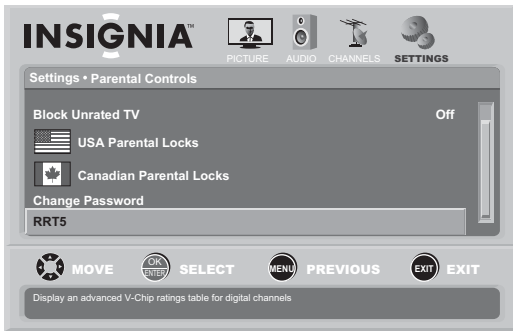 INSIGNIA™
PICTURE AUDIO CHANNELS SETTINGS
Settings • Parental Controls
Block Unrated TV Off
USA Parental Locks
Canadian Parental Locks
Change Password
RRT5
MOVE OK ENTER SELECT MENU PREVIOUS EXIT EXIT
Display an advanced V-Chip ratings table for digital channels